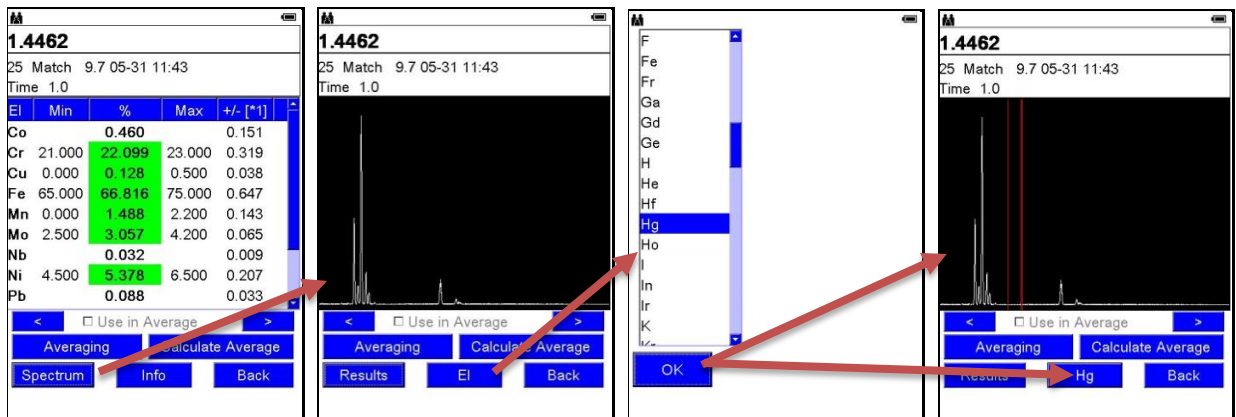 1.4462
25 Match 9.7 05-31 11:43
Time 1.0
El Min % Max +/- [*1]
Co 0.460 0.151
Cr 21.000 22.099 23.000 0.319
Cu 0.000 0.128 0.500 0.038
Fe 65.000 66.816 75.000 0.647
Mn 0.000 1.488 2.200 0.143
Mo 2.500 3.057 4.200 0.065
Nb 0.032 0.009
Ni 4.500 5.378 6.500 0.207
Pb 0.088 0.033
< Use in Average >
Averaging Calculate Average
Spectrum Info Back
1.4462
25 Match 9.7 05-31 11:43
Time 1.0
< Use in Average >
Averaging Calculate Average
Results El Back
F
Fe
Fr
Ga
Gd
Ge
H
He
Hf
Hg
Ho
I
In
Ir
K
Kr
OK
1.4462
25 Match 9.7 05-31 11:43
Time 1.0
< Use in Average >
Averaging Calculate Average
Results Hg Back